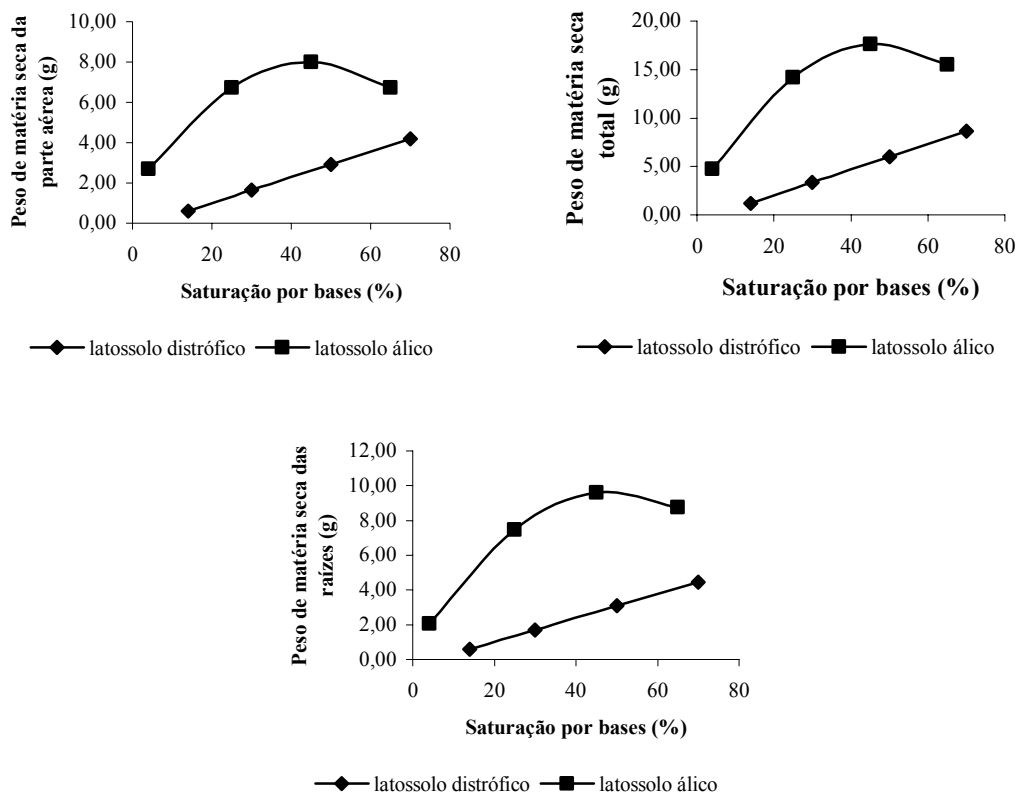 Peso de matéria seca da
parte aérea (g)
10,00
8,00
6,00
4,00
2,00
0,00
0
20
40
60
80
Saturação por bases (%)
latossolo distrófico
latossolo álico
Peso de matéria seca
total (g)
20,00
15,00
10,00
5,00
0,00
0
20
40
60
80
Saturação por bases (%)
latossolo distrófico
latossolo álico
Peso de matéria seca das
raízes (g)
12,00
10,00
8,00
6,00
4,00
2,00
0,00
0
20
40
60
80
Saturação por bases (%)
latossolo distrófico
latossolo álico